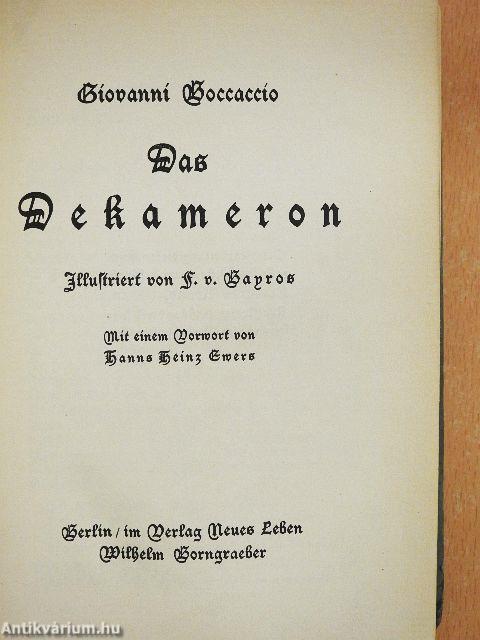 Giovanni Boccaccio
Das
Dekameron
Illuſtriert von F. v. Bayros
Mit einem Vorwort von
Hanns Heinz Ewers
Berlin / im Verlag Neues Leben
Wilhelm Borngraeber
Antikvárium.hu